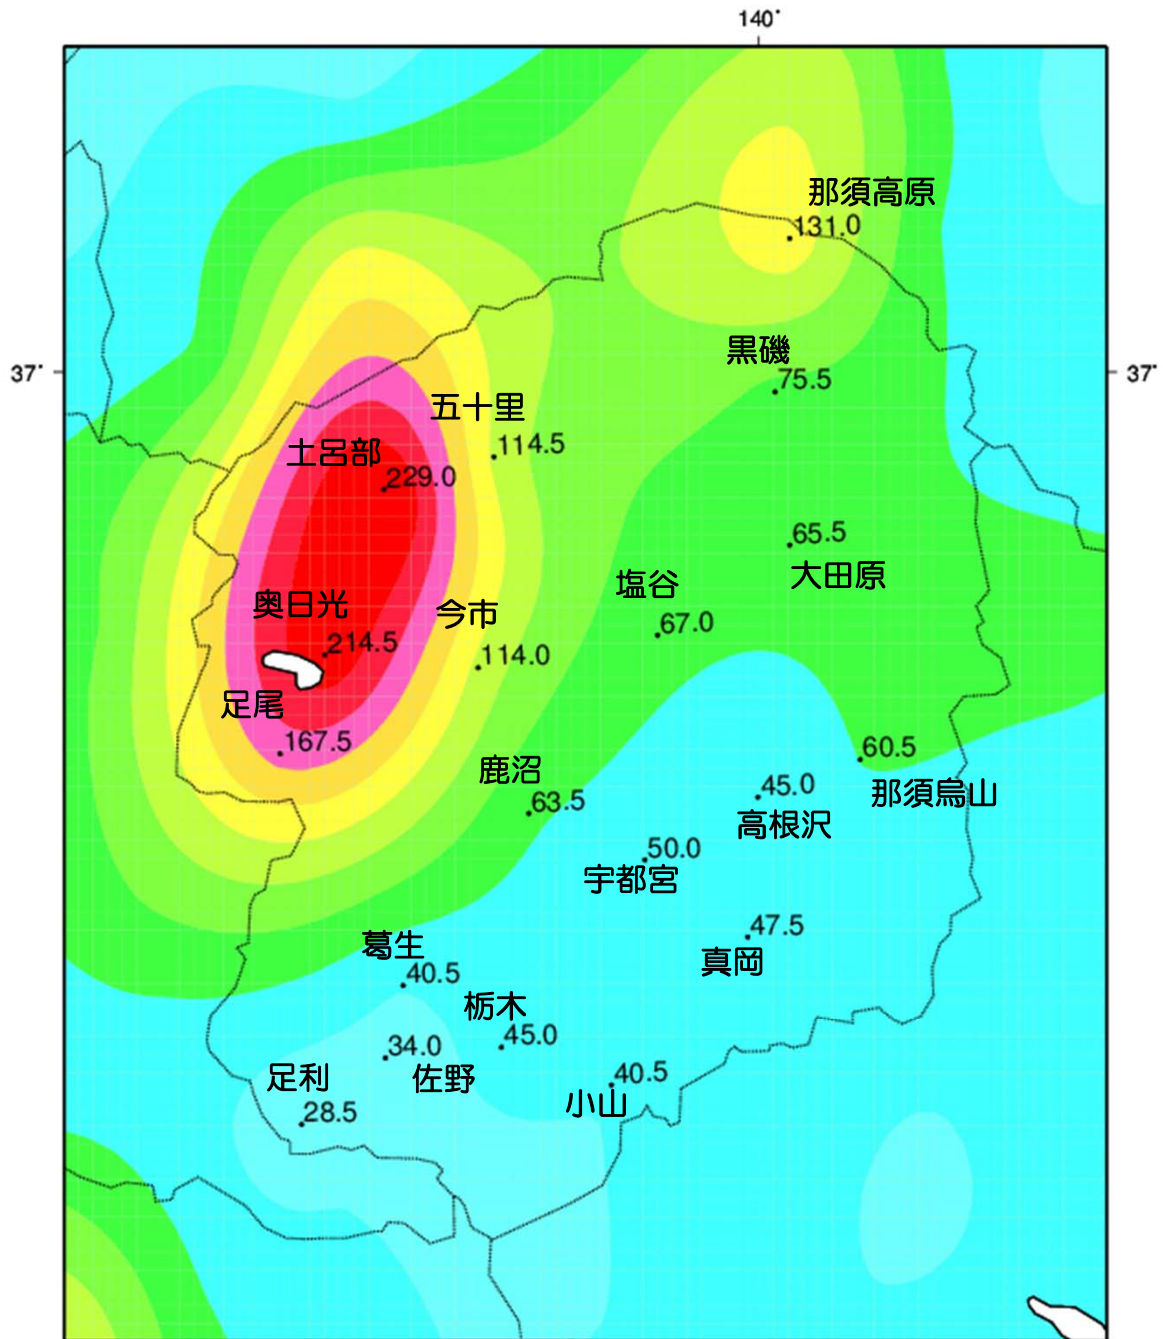 140°
那須高原
131.0
37°
37°
黒磯
75.5
五十里
114.5
土呂部
229.0
65.5
大田原
塩谷
67.0
奥日光
214.5
今市
114.0
足尾
167.5
鹿沼
63.5
60.5
那須烏山
45.0
高根沢
50.0
宇都宮
47.5
真岡
葛生
40.5
栃木
45.0
34.0
佐野
足利
28.5
40.5
小山